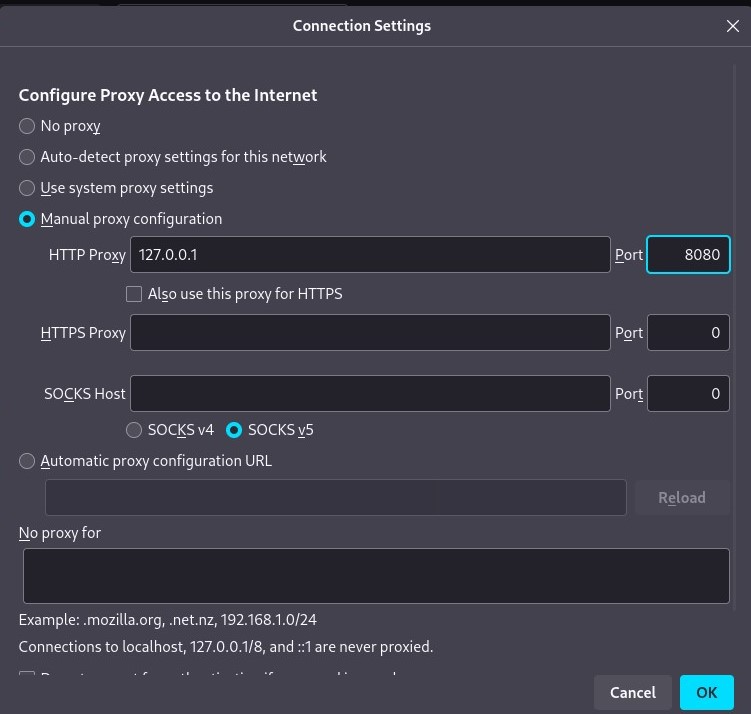 Connection Settings
Configure Proxy Access to the Internet
No proxy
Auto-detect proxy settings for this network
Use system proxy settings
Manual proxy configuration
HTTP Proxy 127.0.0.1 Port 8080
Also use this proxy for HTTPS
HTTPS Proxy Port 0
SOCKS Host Port 0
SOCKS v4 SOCKS v5
Automatic proxy configuration URL
Reload
No proxy for
Example: .mozilla.org, .net.nz, 192.168.1.0/24
Connections to localhost, 127.0.0.1/8, and ::1 are never proxied.
Cancel OK